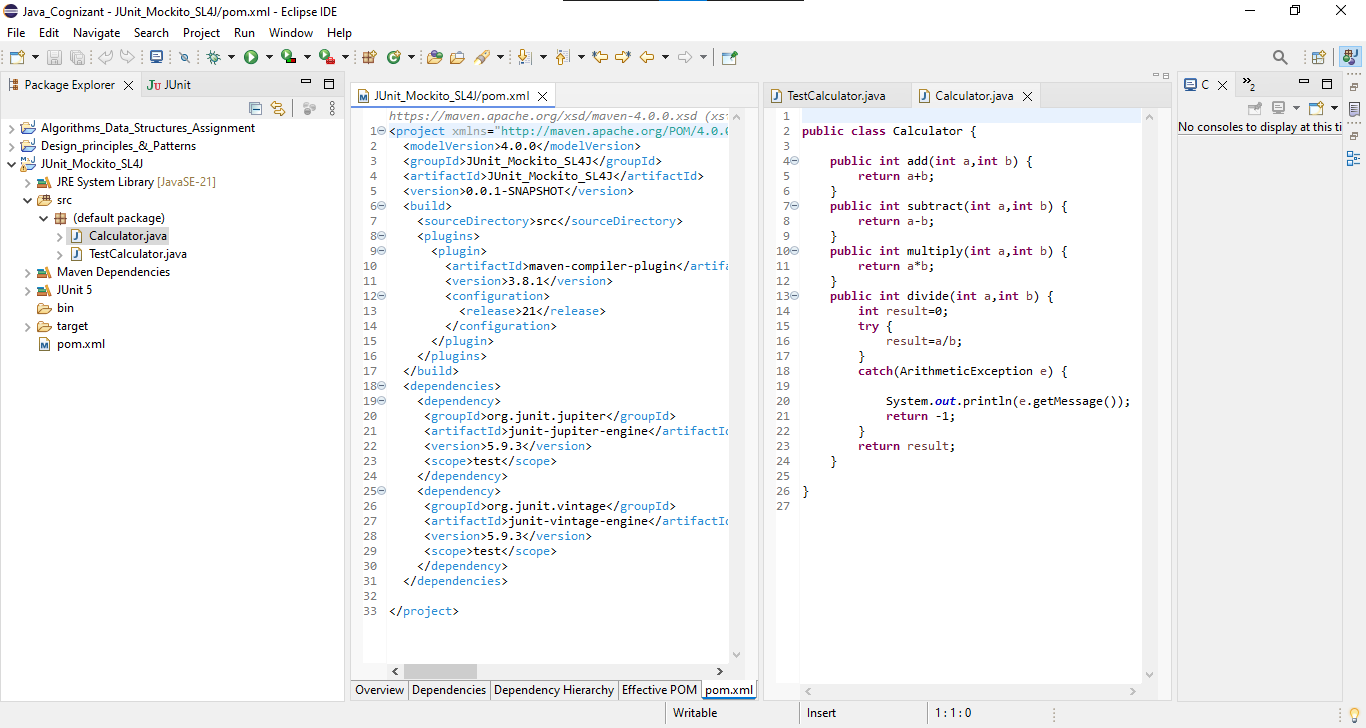 Java_Cognizant - JUnit_Mockito_SL4J/pom.xml - Eclipse IDE
File Edit Navigate Search Project Run Window Help
Package Explorer
JUnit
Algorithms_Data_Structures_Assignment
Design_principles_&_Patterns
JUnit_Mockito_SL4J
JRE System Library [JavaSE-21]
src
(default package)
Calculator.java
TestCalculator.java
Maven Dependencies
JUnit 5
bin
target
pom.xml
JUnit_Mockito_SL4J/pom.xml
https://maven.apache.org/xsd/maven-4.0.0.xsd (xs
1 <project xmlns="http://maven.apache.org/POM/4.0.0
2 <modelVersion>4.0.0</modelVersion>
3 <groupId>JUnit_Mockito_SL4J</groupId>
4 <artifactId>JUnit_Mockito_SL4J</artifactId>
5 <version>0.0.1-SNAPSHOT</version>
6 <build>
7 <sourceDirectory>src</sourceDirectory>
8 <plugins>
9 <plugin>
10 <artifactId>maven-compiler-plugin</artifa
11 <version>3.8.1</version>
12 <configuration>
13 <release>21</release>
14 </configuration>
15 </plugin>
16 </plugins>
17 </build>
18 <dependencies>
19 <dependency>
20 <groupId>org.junit.jupiter</groupId>
21 <artifactId>junit-jupiter-engine</artifactId
22 <version>5.9.3</version>
23 <scope>test</scope>
24 </dependency>
25 <dependency>
26 <groupId>org.junit.vintage</groupId>
27 <artifactId>junit-vintage-engine</artifactId
28 <version>5.9.3</version>
29 <scope>test</scope>
30 </dependency>
31 </dependencies>
32
33 </project>
Overview Dependencies Dependency Hierarchy Effective POM pom.xml
TestCalculator.java
Calculator.java
1
2 public class Calculator {
3
4 public int add(int a,int b) {
5 return a+b;
6 }
7 public int subtract(int a,int b) {
8 return a-b;
9 }
10 public int multiply(int a,int b) {
11 return a*b;
12 }
13 public int divide(int a,int b) {
14 int result=0;
15 try {
16 result=a/b;
17 }
18 catch(ArithmeticException e) {
19
20 System.out.println(e.getMessage());
21 return -1;
22 }
23 return result;
24 }
25
26 }
27
C
2
No consoles to display at this ti
Writable
Insert
1 : 1 : 0